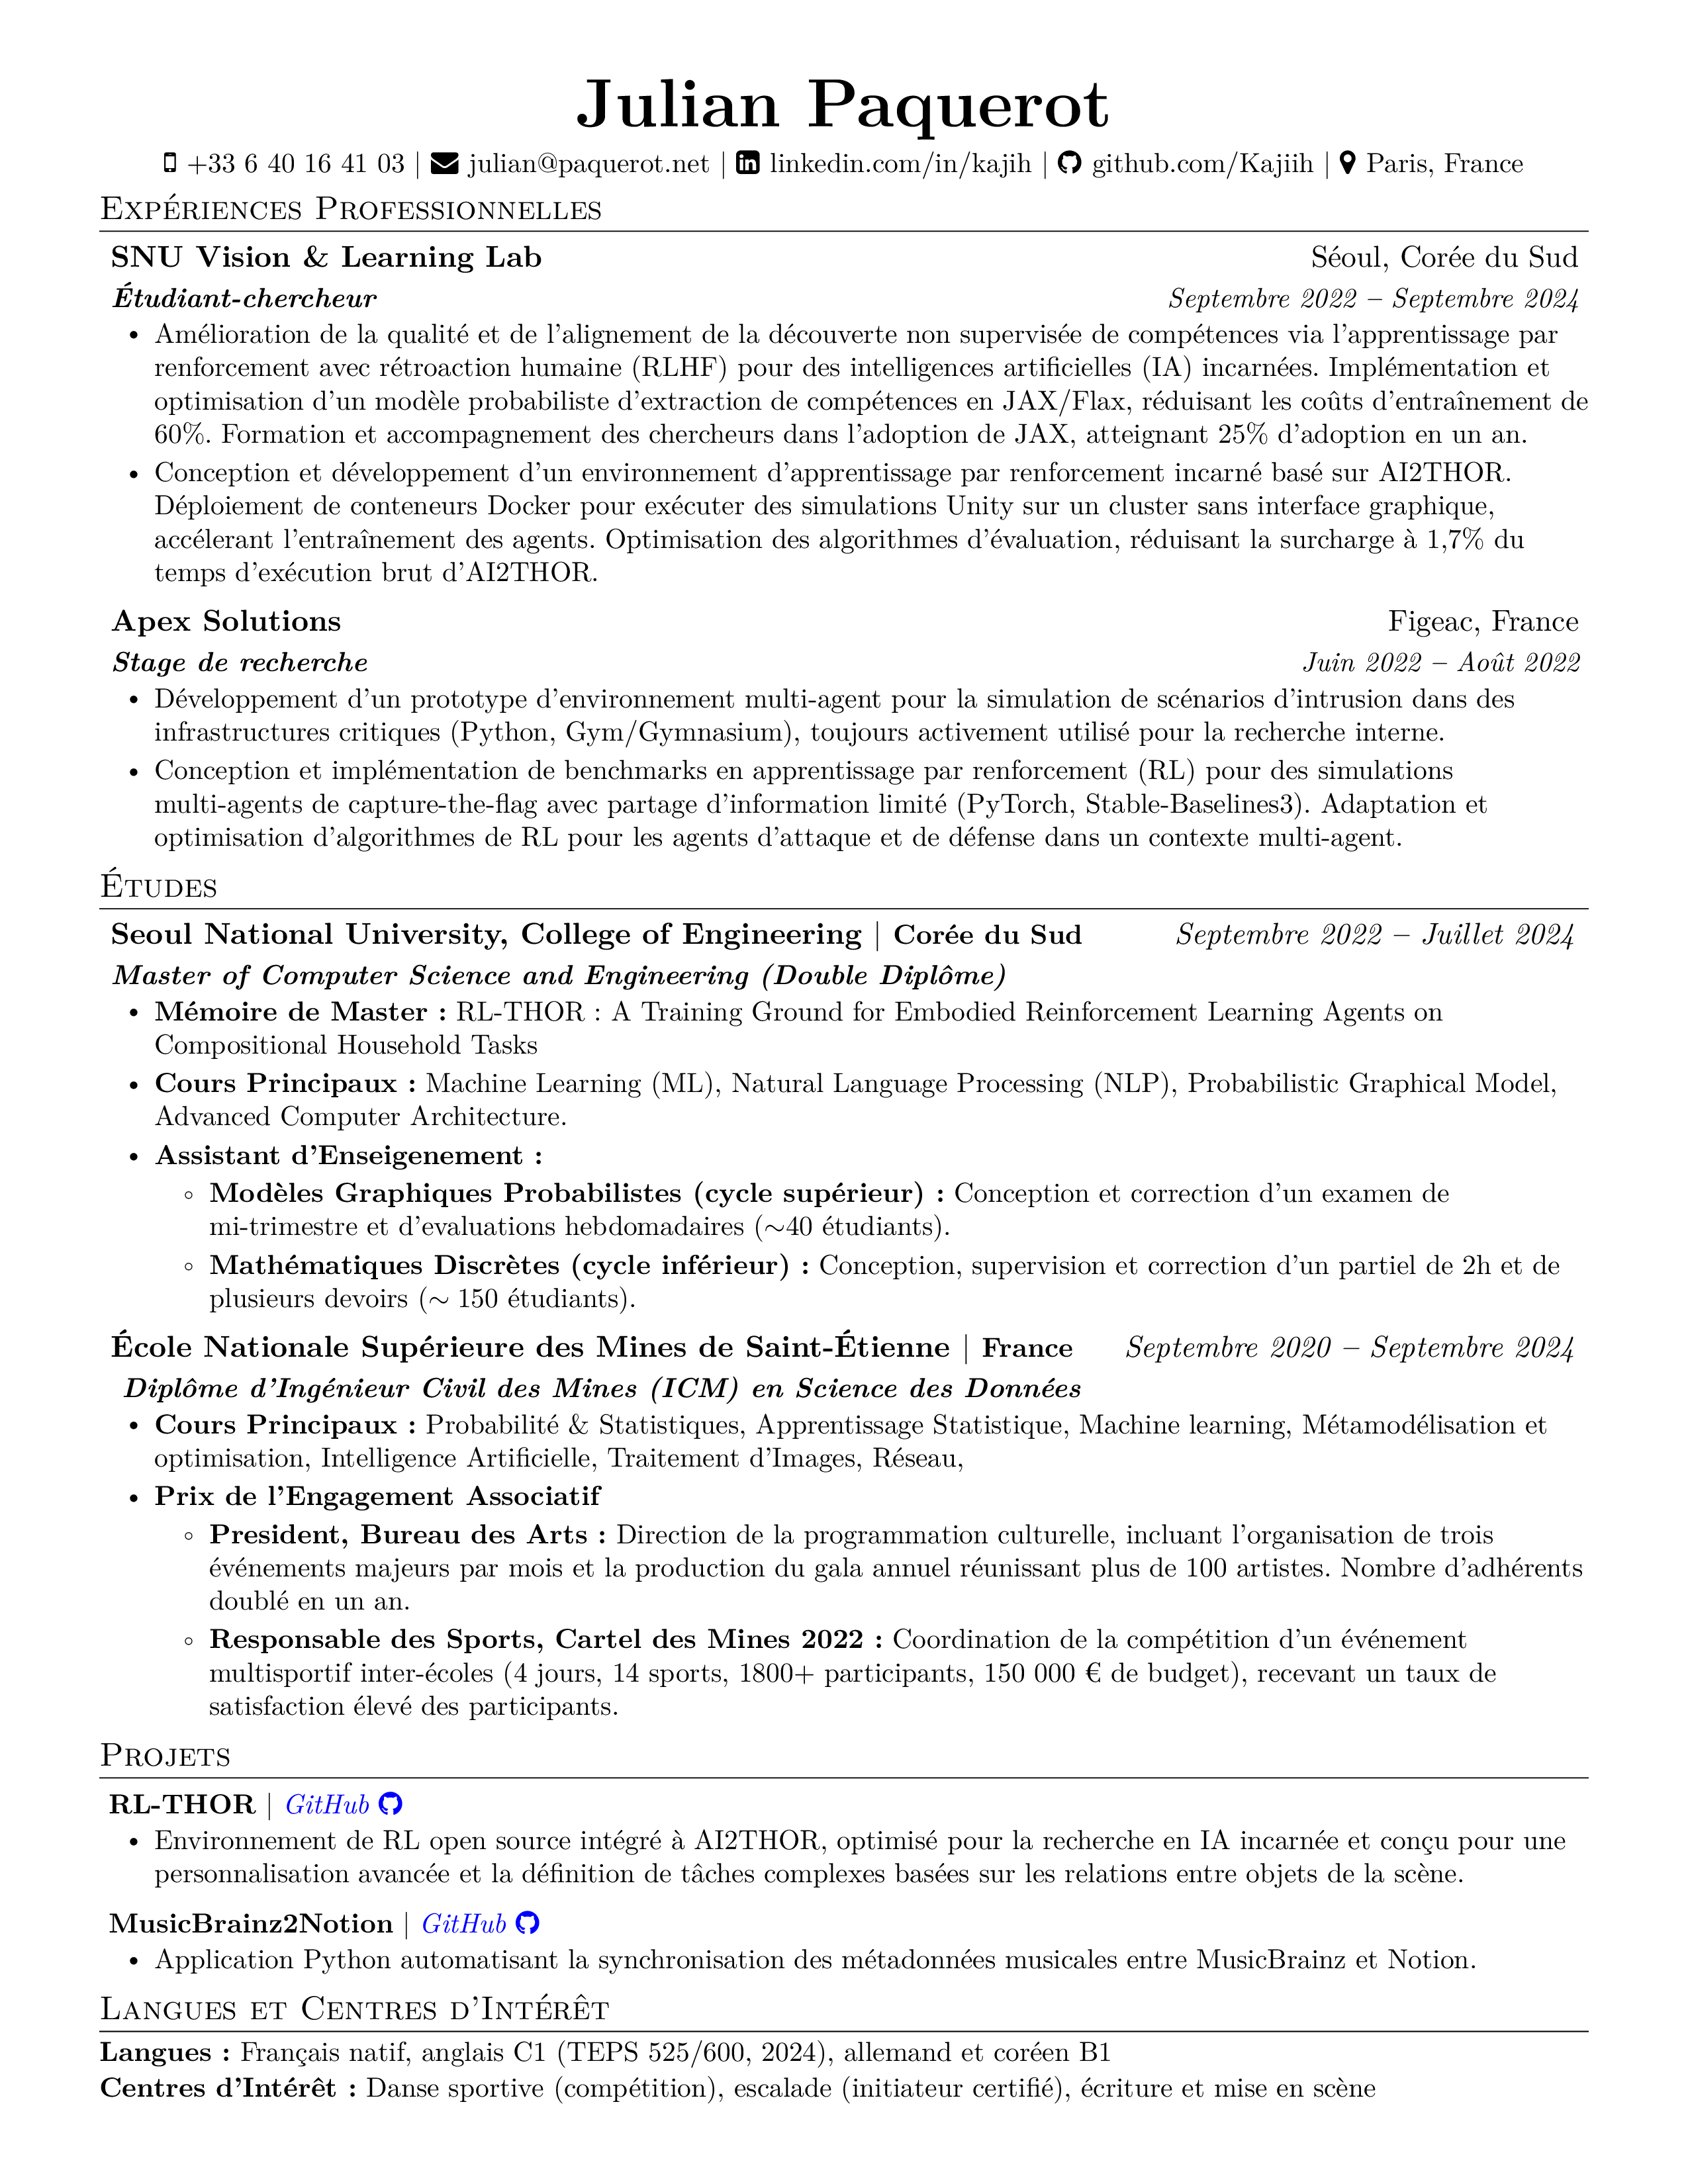 Julian Paquerot
+33 6 40 16 41 03 | julian@paquerot.net | linkedin.com/in/kajih | github.com/Kajiih | Paris, France
Expériences Professionnelles
SNU Vision & Learning Lab Séoul, Corée du Sud
Étudiant-chercheur Septembre 2022 – Septembre 2024
• Amélioration de la qualité et de l'alignement de la découverte non supervisée de compétences via l'apprentissage par
renforcement avec rétroaction humaine (RLHF) pour des intelligences artificielles (IA) incarnées. Implémentation et
optimisation d'un modèle probabiliste d'extraction de compétences en JAX/Flax, réduisant les coûts d'entraînement de
60%. Formation et accompagnement des chercheurs dans l'adoption de JAX, atteignant 25% d'adoption en un an.
• Conception et développement d'un environnement d'apprentissage par renforcement incarné basé sur AI2THOR.
Déploiement de conteneurs Docker pour exécuter des simulations Unity sur un cluster sans interface graphique,
accélerant l'entraînement des agents. Optimisation des algorithmes d'évaluation, réduisant la surcharge à 1,7% du
temps d'exécution brut d'AI2THOR.
Apex Solutions Figeac, France
Stage de recherche Juin 2022 – Août 2022
• Développement d'un prototype d'environnement multi-agent pour la simulation de scénarios d'intrusion dans des
infrastructures critiques (Python, Gym/Gymnasium), toujours activement utilisé pour la recherche interne.
• Conception et implémentation de benchmarks en apprentissage par renforcement (RL) pour des simulations
multi-agents de capture-the-flag avec partage d'information limité (PyTorch, Stable-Baselines3). Adaptation et
optimisation d'algorithmes de RL pour les agents d'attaque et de défense dans un contexte multi-agent.
Études
Seoul National University, College of Engineering | Corée du Sud Septembre 2022 – Juillet 2024
Master of Computer Science and Engineering (Double Diplôme)
• Mémoire de Master : RL-THOR : A Training Ground for Embodied Reinforcement Learning Agents on
Compositional Household Tasks
• Cours Principaux : Machine Learning (ML), Natural Language Processing (NLP), Probabilistic Graphical Model,
Advanced Computer Architecture.
• Assistant d'Enseigenement :
◦ Modèles Graphiques Probabilistes (cycle supérieur) : Conception et correction d'un examen de
mi-trimestre et d'evaluations hebdomadaires (∼40 étudiants).
◦ Mathématiques Discrètes (cycle inférieur) : Conception, supervision et correction d'un partiel de 2h et de
plusieurs devoirs (∼ 150 étudiants).
École Nationale Supérieure des Mines de Saint-Étienne | France Septembre 2020 – Septembre 2024
Diplôme d'Ingénieur Civil des Mines (ICM) en Science des Données
• Cours Principaux : Probabilité & Statistiques, Apprentissage Statistique, Machine learning, Métamodélisation et
optimisation, Intelligence Artificielle, Traitement d'Images, Réseau,
• Prix de l'Engagement Associatif
◦ President, Bureau des Arts : Direction de la programmation culturelle, incluant l'organisation de trois
événements majeurs par mois et la production du gala annuel réunissant plus de 100 artistes. Nombre d'adhérents
doublé en un an.
◦ Responsable des Sports, Cartel des Mines 2022 : Coordination de la compétition d'un événement
multisportif inter-écoles (4 jours, 14 sports, 1800+ participants, 150 000 € de budget), recevant un taux de
satisfaction élevé des participants.
Projets
RL-THOR | GitHub
• Environnement de RL open source intégré à AI2THOR, optimisé pour la recherche en IA incarnée et conçu pour une
personnalisation avancée et la définition de tâches complexes basées sur les relations entre objets de la scène.
MusicBrainz2Notion | GitHub
• Application Python automatisant la synchronisation des métadonnées musicales entre MusicBrainz et Notion.
Langues et Centres d'Intérêt
Langues : Français natif, anglais C1 (TEPS 525/600, 2024), allemand et coréen B1
Centres d'Intérêt : Danse sportive (compétition), escalade (initiateur certifié), écriture et mise en scène